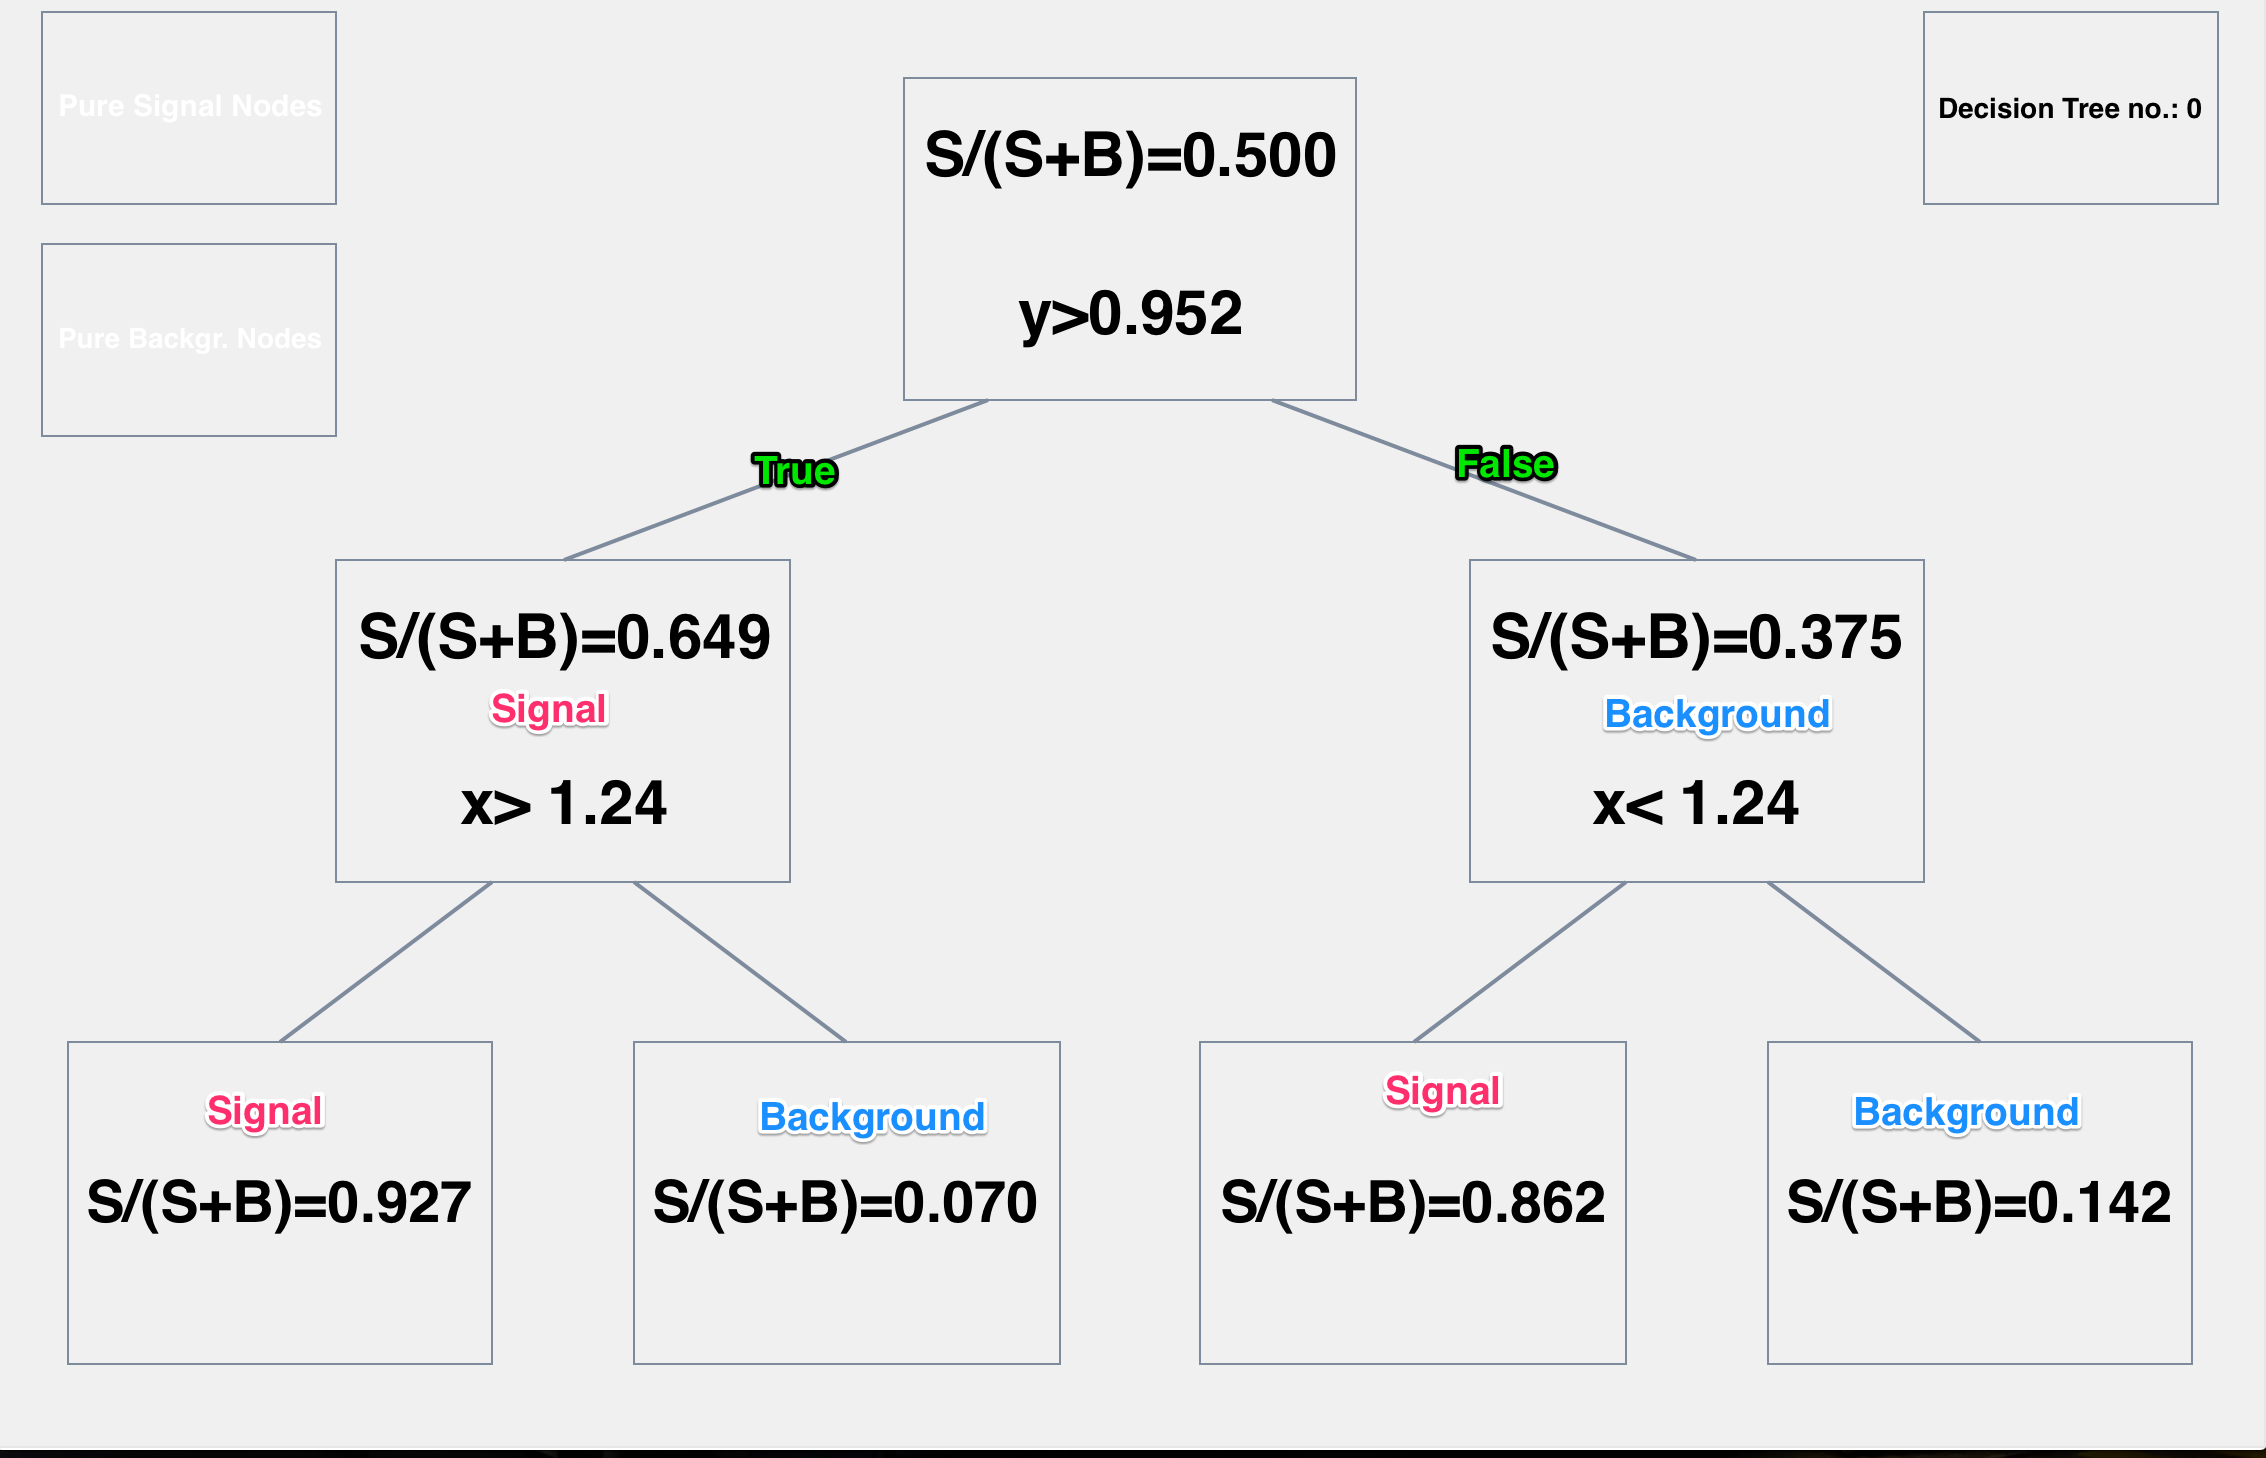 Pure Signal Nodes
Decision Tree no.: 0
Pure Backgr. Nodes
S/(S+B)=0.500
y>0.952
True
False
S/(S+B)=0.649
Signal
x> 1.24
S/(S+B)=0.375
Background
x< 1.24
Signal
S/(S+B)=0.927
Background
S/(S+B)=0.070
Signal
S/(S+B)=0.862
Background
S/(S+B)=0.142